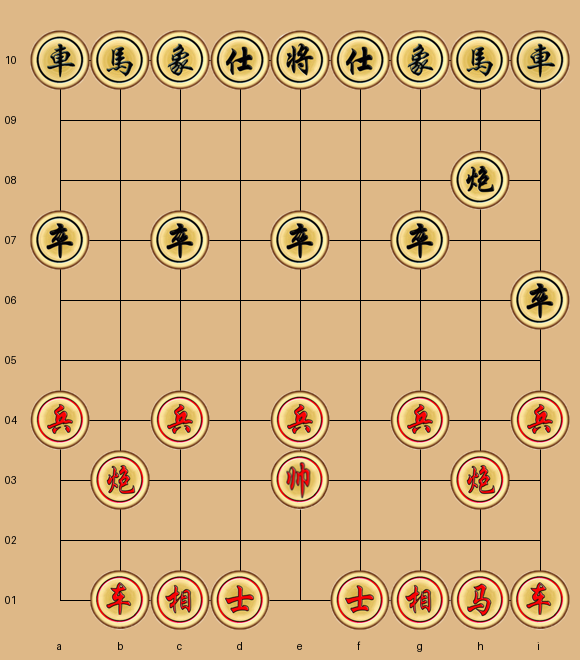 10 車 馬 象 仕 将 仕 象 馬 車
09
08 炮
07 卒 卒 卒 卒
06 卒
05
04 兵 兵 兵 兵 兵
03 炮 帅 炮
02
01 车 相 士 士 相 马 车
a b c d e f g h i